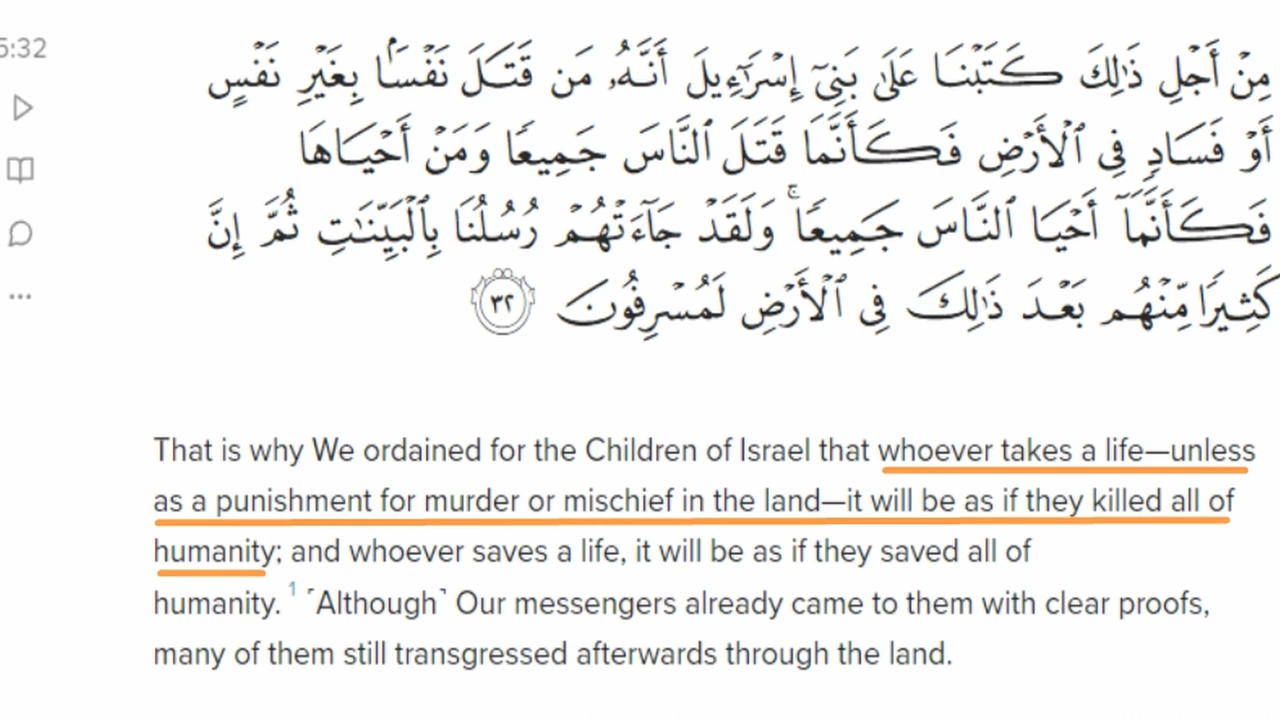 5:32
مِنْ أَجْلِ ذَٰلِكَ كَتَبْنَا عَلَىٰ بَنِىٓ إِسْرَٰٓءِيلَ أَنَّهُۥ مَن قَتَلَ نَفْسًۢا بِغَيْرِ نَفْسٍ
أَوْ فَسَادٍ فِى ٱلْأَرْضِ فَكَأَنَّمَا قَتَلَ ٱلنَّاسَ جَمِيعًا وَمَنْ أَحْيَاهَا
فَكَأَنَّمَآ أَحْيَا ٱلنَّاسَ جَمِيعًا ۚ وَلَقَدْ جَآءَتْهُمْ رُسُلُنَا بِٱلْبَيِّنَـٰتِ ثُمَّ إِنَّ
كَثِيرًا مِّنْهُم بَعْدَ ذَٰلِكَ فِى ٱلْأَرْضِ لَمُسْرِفُونَ ٣٢
That is why We ordained for the Children of Israel that whoever takes a life—unless
as a punishment for murder or mischief in the land—it will be as if they killed all of
humanity; and whoever saves a life, it will be as if they saved all of
humanity. 1 ˹Although˺ Our messengers already came to them with clear proofs,
many of them still transgressed afterwards through the land.